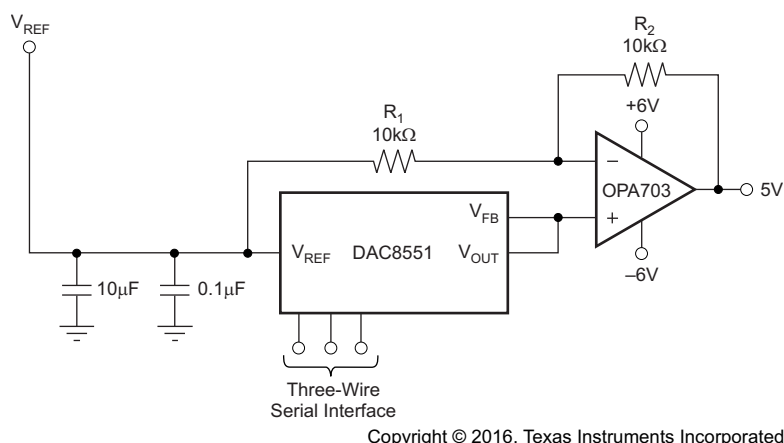 VREF
R2
10kΩ
+6V
R1
10kΩ
–
OPA703
5V
VFB
+
VREF
DAC8551
VOUT
–6V
10μF
0.1μF
Three-Wire
Serial Interface
Copyright © 2016, Texas Instruments Incorporated